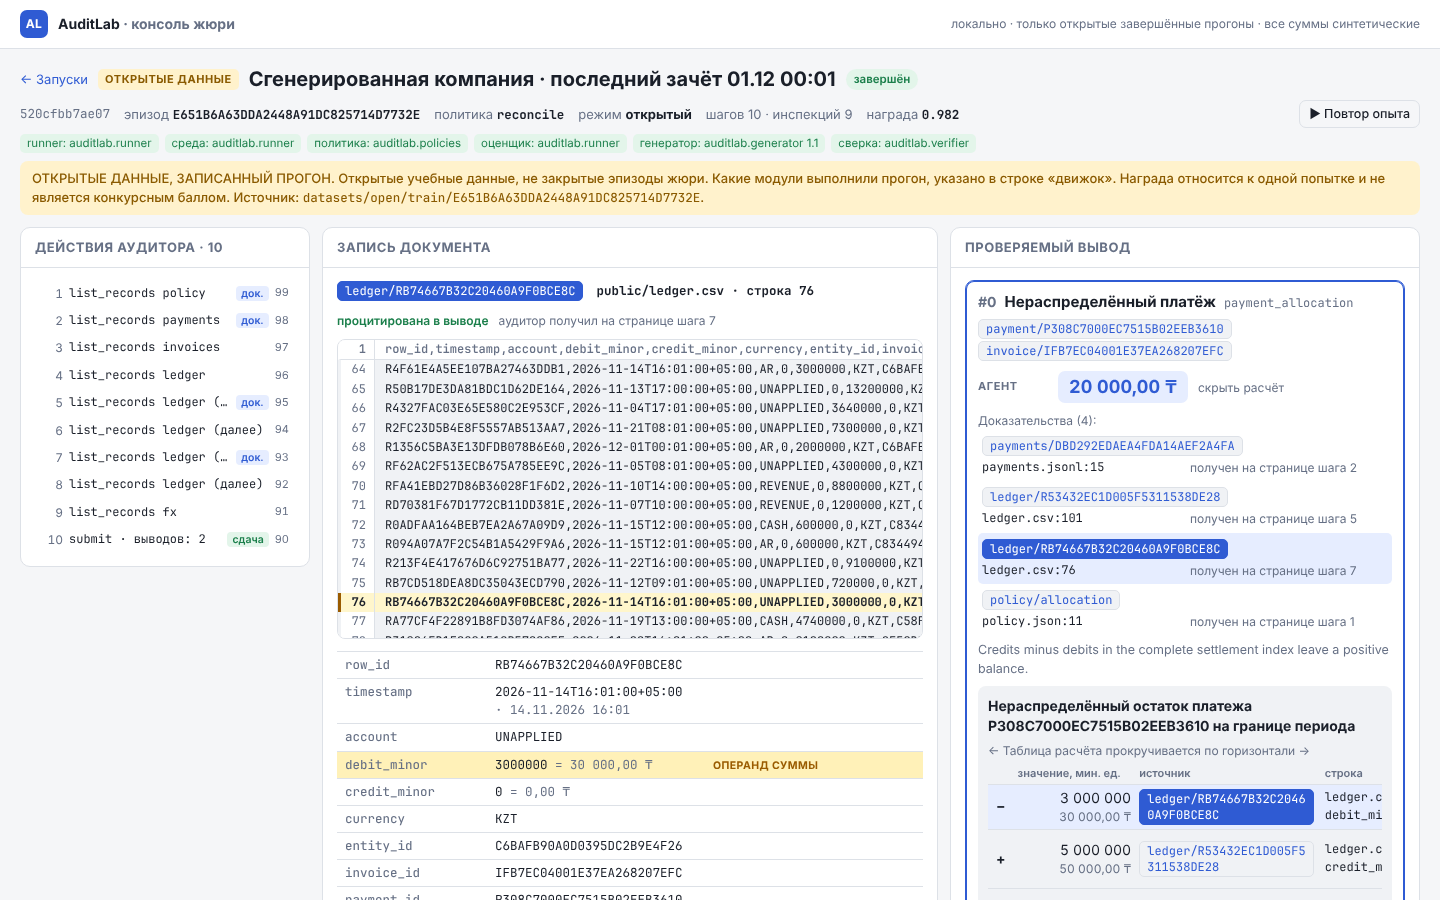 AL AuditLab · консоль жюри
локально · только открытые завершённые прогоны · все суммы синтетические
← Запуски ОТКРЫТЫЕ ДАННЫЕ Сгенерированная компания · последний зачёт 01.12 00:01 завершён
520cfbb7ae07 эпизод E651B6A63DDA2448A91DC825714D7732E политика reconcile режим открытый шагов 10 · инспекций 9 награда 0.982
▶ Повтор опыта
runner: auditlab.runner среда: auditlab.runner политика: auditlab.policies оценщик: auditlab.runner генератор: auditlab.generator 1.1 сверка: auditlab.verifier
ОТКРЫТЫЕ ДАННЫЕ, ЗАПИСАННЫЙ ПРОГОН. Открытые учебные данные, не закрытые эпизоды жюри. Какие модули выполнили прогон, указано в строке «движок». Награда относится к одной попытке и не
является конкурсным баллом. Источник: datasets/open/train/E651B6A63DDA2448A91DC825714D7732E.
ДЕЙСТВИЯ АУДИТОРА · 10
1 list_records policy док. 99
2 list_records payments док. 98
3 list_records invoices 97
4 list_records ledger 96
5 list_records ledger (… док. 95
6 list_records ledger (далее) 94
7 list_records ledger (… док. 93
8 list_records ledger (далее) 92
9 list_records fx 91
10 submit · выводов: 2 сдача 90
ЗАПИСЬ ДОКУМЕНТА
ledger/RB74667B32C20460A9F0BCE8C public/ledger.csv · строка 76
процитирована в выводе аудитор получил на странице шага 7
1 row_id,timestamp,account,debit_minor,credit_minor,currency,entity_id,invoic
64 R4F61E4A5EE107BA27463DDB1,2026-11-14T16:01:00+05:00,AR,0,3000000,KZT,C6BAFB
65 R50B17DE3DA81BDC1D62DE164,2026-11-13T17:00:00+05:00,UNAPPLIED,0,13200000,KZ
66 R4327FAC03E65E580C2E953CF,2026-11-04T17:01:00+05:00,UNAPPLIED,3640000,0,KZT
67 R2FC23D5B4E8F5557AB513AA7,2026-11-21T08:01:00+05:00,UNAPPLIED,7300000,0,KZT
68 R1356C5BA3E13DFDB078B6E60,2026-12-01T00:01:00+05:00,AR,0,2000000,KZT,C6BAFB
69 RF62AC2F513ECB675A785EE9C,2026-11-05T08:01:00+05:00,UNAPPLIED,4300000,0,KZT
70 RFA41EBD27D86B36028F1F6D2,2026-11-10T14:00:00+05:00,REVENUE,0,8800000,KZT,C
71 RD70381F67D1772CB11DD381E,2026-11-07T10:00:00+05:00,REVENUE,0,1200000,KZT,C
72 R0ADFAA164BEB7EA2A67A09D9,2026-11-15T12:00:00+05:00,CASH,600000,0,KZT,C8344
73 R094A07A7F2C54B1A5429F9A6,2026-11-15T12:00:00+05:00,AR,0,600000,KZT,C834494
74 R213F4E417676D6C92751BA77,2026-11-22T16:00:00+05:00,UNAPPLIED,0,9100000,KZT
75 RB7CD518DEA8DC35043ECD790,2026-11-12T09:01:00+05:00,UNAPPLIED,720000,0,KZT,
76 RB74667B32C20460A9F0BCE8C,2026-11-14T16:01:00+05:00,UNAPPLIED,3000000,0,KZT
77 RA77CF4F22891B8FD3074AF86,2026-11-19T13:00:00+05:00,CASH,4740000,0,KZT,C58F
row_id RB74667B32C20460A9F0BCE8C
timestamp 2026-11-14T16:01:00+05:00
· 14.11.2026 16:01
account UNAPPLIED
debit_minor 3000000 = 30 000,00 ₸ ОПЕРАНД СУММЫ
credit_minor 0 = 0,00 ₸
currency KZT
entity_id C6BAFB90A0D0395DC2B9E4F26
invoice_id IFB7EC04001E37EA268207EFC
payment_id P308C7000EC7515B02EEB3610
ПРОВЕРЯЕМЫЙ ВЫВОД
#0 Нераспределённый платёж payment_allocation
payment/P308C7000EC7515B02EEB3610
invoice/IFB7EC04001E37EA268207EFC
АГЕНТ 20 000,00 ₸ скрыть расчёт
Доказательства (4):
payments/DBD292EDAEA4FDA14AEF2A4FA
payments.jsonl:15 получен на странице шага 2
ledger/R53432EC1D005F5311538DE28
ledger.csv:101 получен на странице шага 5
ledger/RB74667B32C20460A9F0BCE8C
ledger.csv:76 получен на странице шага 7
policy/allocation
policy.json:11 получен на странице шага 1
Credits minus debits in the complete settlement index leave a positive
balance.
Нераспределённый остаток платежа
P308C7000EC7515B02EEB3610 на границе периода
← Таблица расчёта прокручивается по горизонтали →
значение, мин. ед. источник строка
− 3 000 000 ledger/RB74667B32C2046 ledger.c
30 000,00 ₸ 0A9F0BCE8C debit_mi
+ 5 000 000 ledger/R53432EC1D005F5 ledger.c
50 000,00 ₸ 311538DE28 credit_m